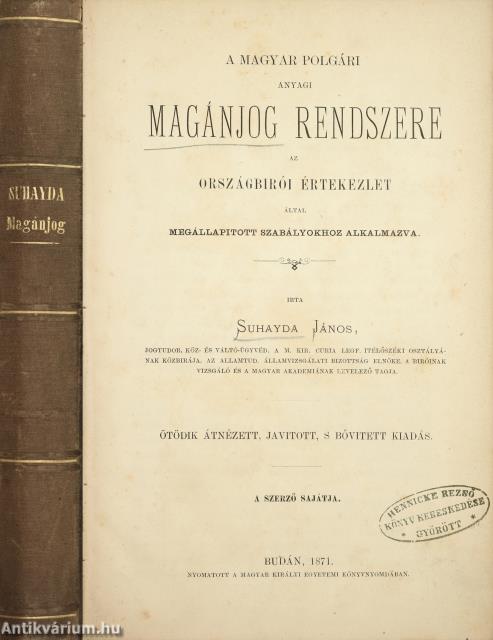 SUHAYDA
Magánjog
A MAGYAR POLGÁRI
ANYAGI
MAGÁNJOG RENDSZERE
AZ
ORSZÁGBIRÓI ÉRTEKEZLET
ÁLTAL
MEGÁLLAPITOTT SZABÁLYOKHOZ ALKALMAZVA.
IRTA
SUHAYDA JÁNOS,
JOGTUDOR, KÖZ- ÉS VÁLTÓ-ÜGYVÉD, A M. KIR. CURIA LEGF. ITÉLŐSZÉKI OSZTÁLYÁ-
NAK KÖZBIRÁJA, AZ ÁLLAMTUD. ÁLLAMVIZSGÁLATI BIZOTTSÁG ELNÖKE, A BIRÓINAK
VIZSGÁLÓ ÉS A MAGYAR AKADEMIÁNAK LEVELEZŐ TAGJA.
ÖTÖDIK ÁTNÉZETT, JAVITOTT, S BŐVITETT KIADÁS.
A SZERZŐ SAJÁTJA.
HENNICKE REZSŐ
KÖNYVKERESKEDÉSE
GYŐRÖTT
BUDÁN, 1871.
NYOMATOTT A MAGYAR KIRÁLYI EGYETEMI KÖNYVNYOMDÁBAN.
Antikvárium.hu